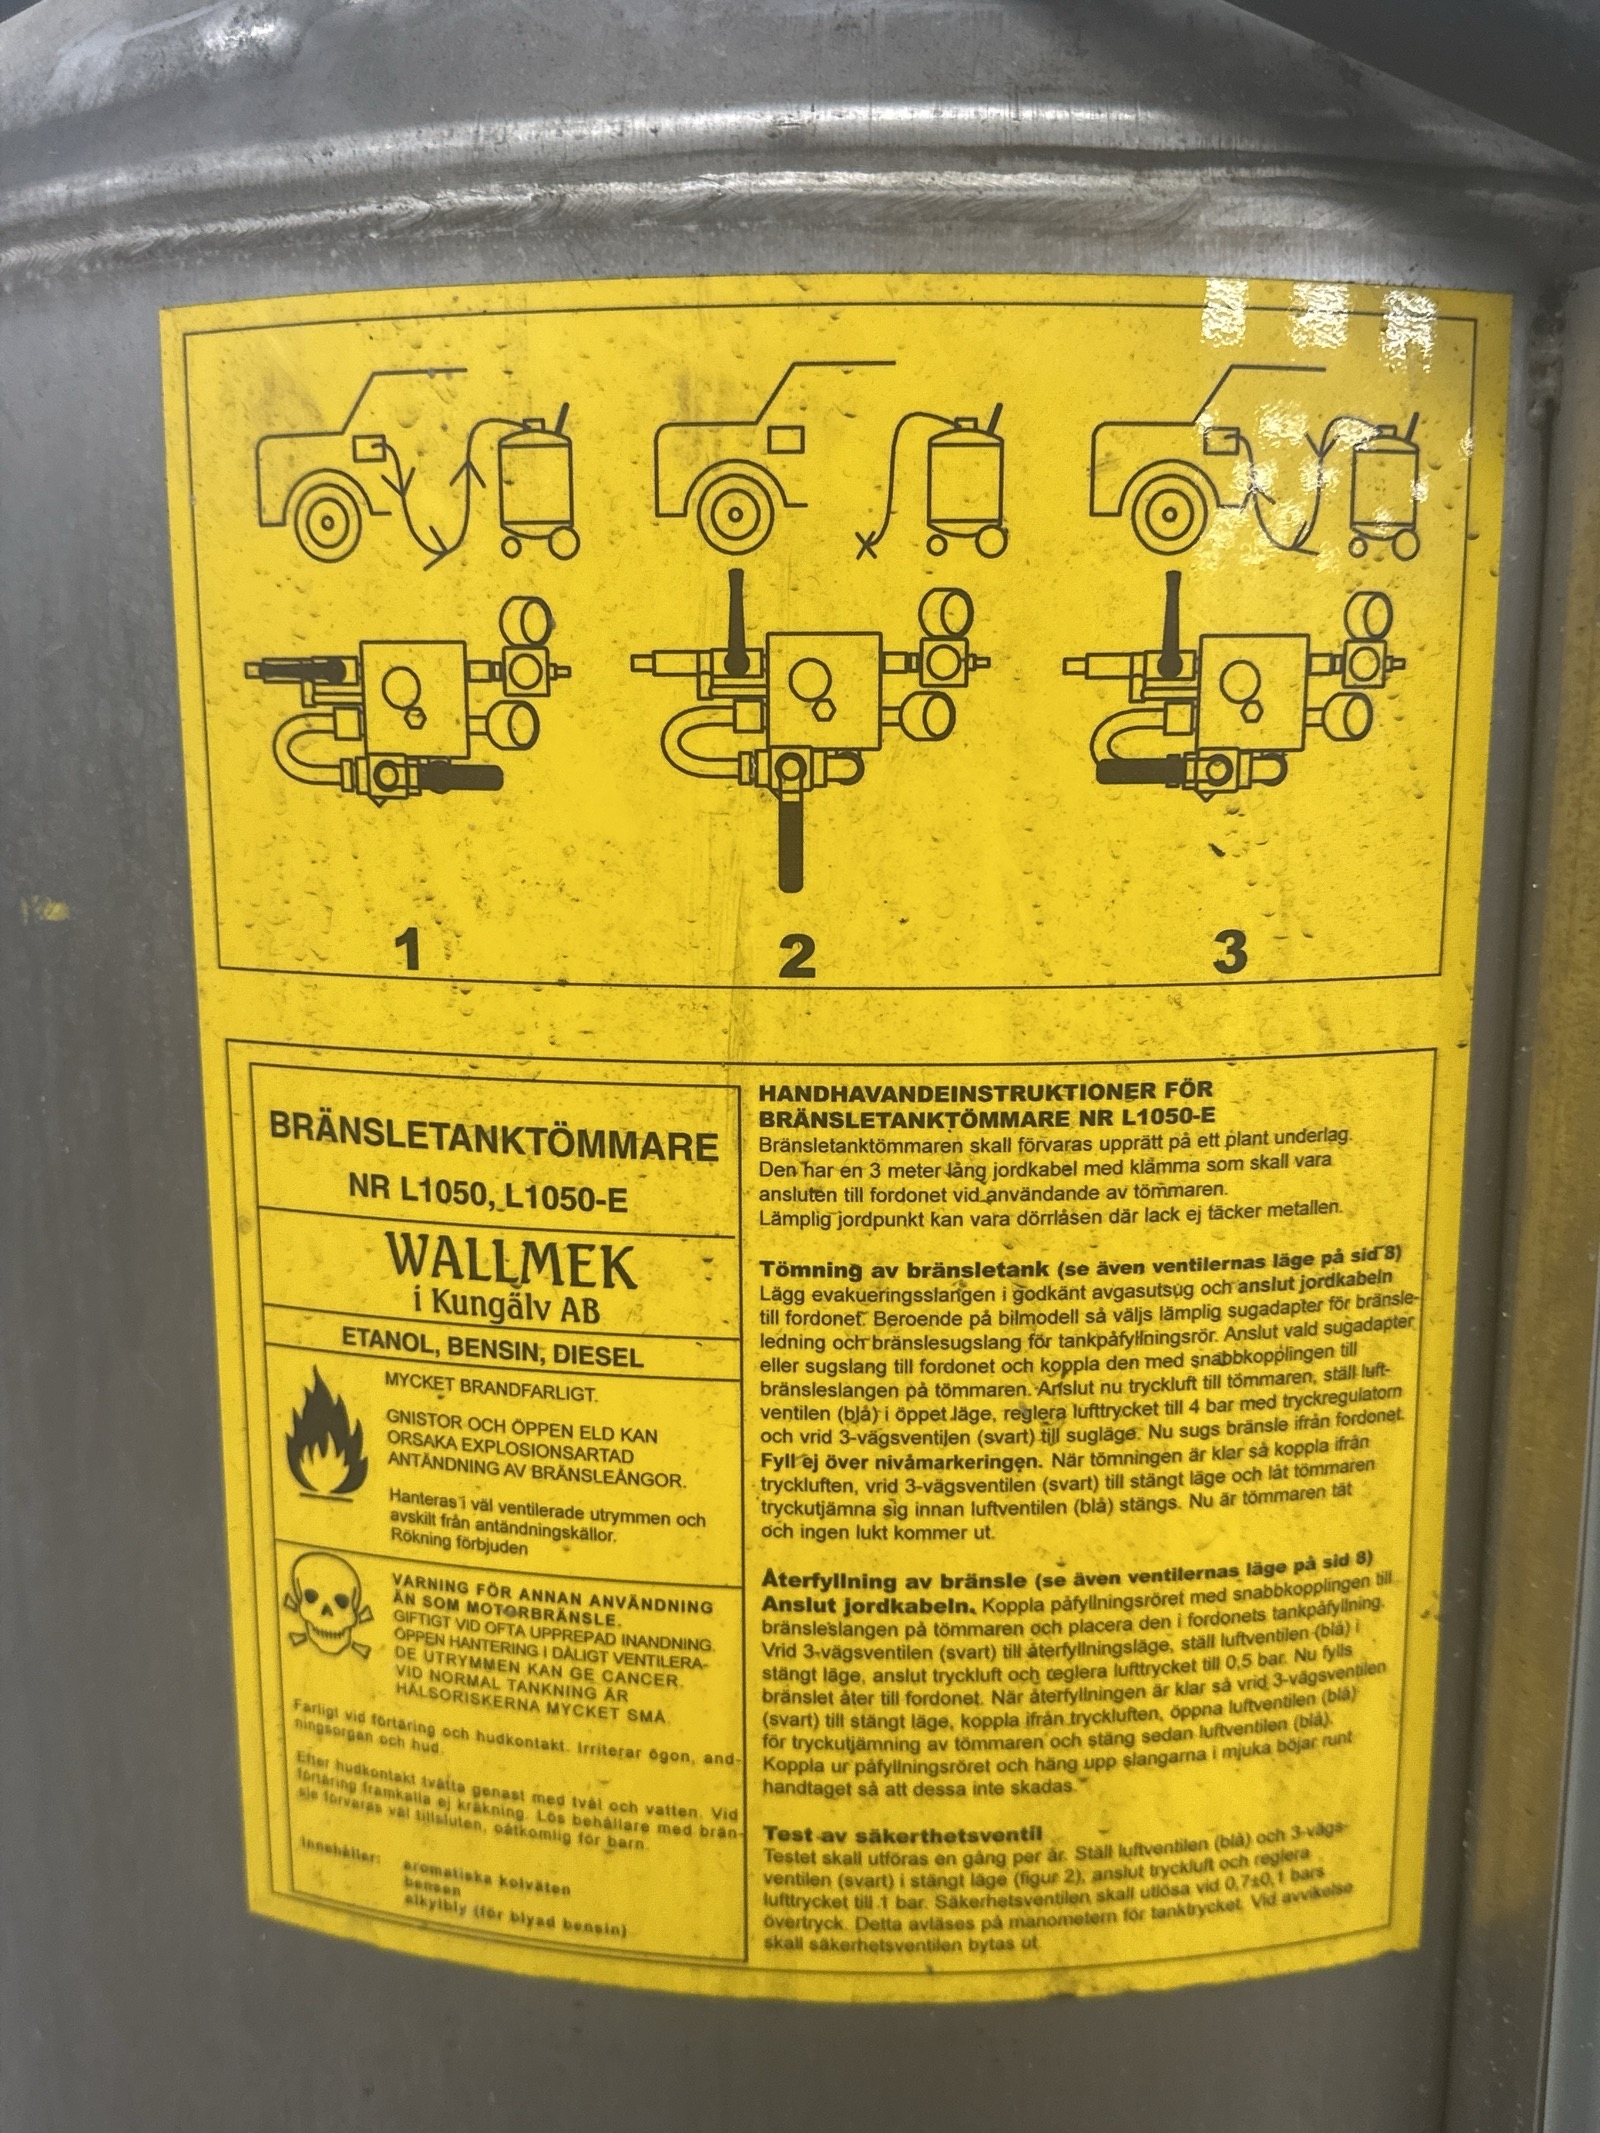 1
2
3
BRÄNSLETANKTÖMMARE
NR L1050, L1050-E
WALLMEK
i Kungälv AB
ETANOL, BENSIN, DIESEL
MYCKET BRANDFARLIGT.
GNISTOR OCH ÖPPEN ELD KAN
ORSAKA EXPLOSIONSARTAD
ANTÄNDNING AV BRÄNSLEÅNGOR.
Hanteras i väl ventilerade utrymmen och
avskilt från antändningskällor.
Rökning förbjuden
VARNING FÖR ANNAN ANVÄNDNING
ÄN SOM MOTORBRÄNSLE.
GIFTIGT VID OFTA UPPREPAD INANDNING.
ÖPPEN HANTERING I DÅLIGT VENTILERA-
DE UTRYMMEN KAN GE CANCER.
VID NORMAL TANKNING ÄR
HÄLSORISKERNA MYCKET SMÅ.
Farligt vid förtäring och hudkontakt. Irriterar ögon, and-
ningsorgan och hud.
Efter hudkontakt tvätta genast med tvål och vatten. Vid
förtäring framkalla ej kräkning. Lös behållare med brän-
sle förvaras väl tillsluten, oåtkomlig för barn.
Innehåller: aromatiska kolväten
bensen
alkylbly (för blyad bensin)
HANDHAVANDEINSTRUKTIONER FÖR
BRÄNSLETANKTÖMMARE NR L1050-E
Bränsletanktömmaren skall förvaras upprätt på ett plant underlag.
Den har en 3 meter lång jordkabel med klämma som skall vara
ansluten till fordonet vid användande av tömmaren.
Lämplig jordpunkt kan vara dörrlåsen där lack ej täcker metallen.
Tömning av bränsletank (se även ventilernas läge på sid 8)
Lägg evakueringsslangen i godkänt avgasutsug och anslut jordkabeln
till fordonet. Beroende på bilmodell så väljs lämplig sugadapter för bränsle-
ledning och bränslesugslang för tankpåfyllningsrör. Anslut vald sugadapter
eller sugslang till fordonet och koppla den med snabbkopplingen till
bränsleslangen på tömmaren. Anslut nu tryckluft till tömmaren, ställ luft-
ventilen (blå) i öppet läge, reglera lufttrycket till 4 bar med tryckregulatorn
och vrid 3-vägsventilen (svart) till sugläge. Nu sugs bränsle ifrån fordonet.
Fyll ej över nivåmarkeringen. När tömningen är klar så koppla ifrån
tryckluften, vrid 3-vägsventilen (svart) till stängt läge och låt tömmaren
tryckutjämna sig innan luftventilen (blå) stängs. Nu är tömmaren tät
och ingen lukt kommer ut.
Återfyllning av bränsle (se även ventilernas läge på sid 8)
Anslut jordkabeln. Koppla påfyllningsröret med snabbkopplingen till
bränsleslangen på tömmaren och placera den i fordonets tankpåfyllning.
Vrid 3-vägsventilen (svart) till återfyllningsläge, ställ luftventilen (blå) i
stängt läge, anslut tryckluft och reglera lufttrycket till 0,5 bar. Nu fylls
bränslet åter till fordonet. När återfyllningen är klar så vrid 3-vägsventilen
(svart) till stängt läge, koppla ifrån tryckluften, öppna luftventilen (blå)
för tryckutjämning av tömmaren och stäng sedan luftventilen (blå).
Koppla ur påfyllningsröret och häng upp slangarna i mjuka böjar runt
handtaget så att dessa inte skadas.
Test av säkerthetsventil
Testet skall utföras en gång per år. Ställ luftventilen (blå) och 3-vägs-
ventilen (svart) i stängt läge (figur 2), anslut tryckluft och reglera
lufttrycket till 1 bar. Säkerhetsventilen skall utlösa vid 0,7±0,1 bars
övertryck. Detta avläses på manometern för tanktrycket. Vid avvikelse
skall säkerhetsventilen bytas ut